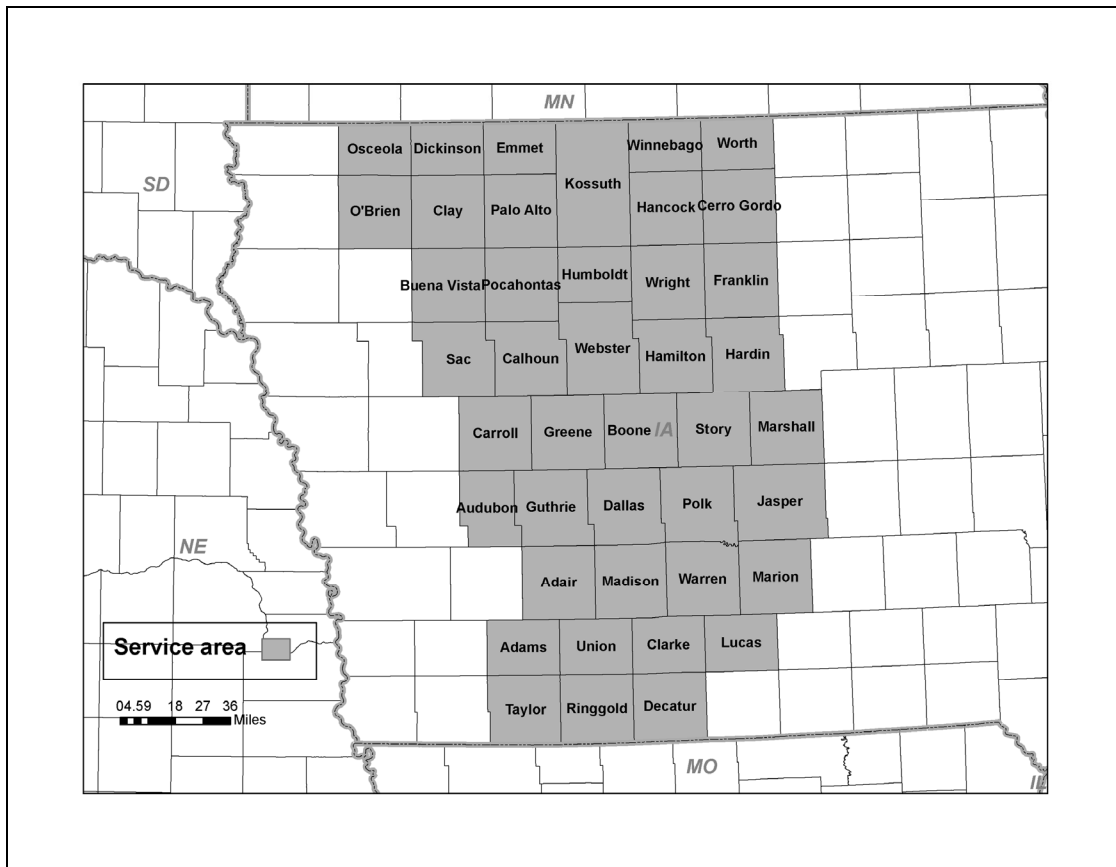 MN
Osceola Dickinson Emmet Winnebago Worth
Kossuth
SD
O'Brien Clay Palo Alto Hancock Cerro Gordo
Buena Vista Pocahontas Humboldt Wright Franklin
Sac Calhoun Webster Hamilton Hardin
Carroll Greene Boone IA Story Marshall
Audubon Guthrie Dallas Polk Jasper
NE
Adair Madison Warren Marion
Service area
Adams Union Clarke Lucas
Taylor Ringgold Decatur
04.59 18 27 36
Miles
MO
IL